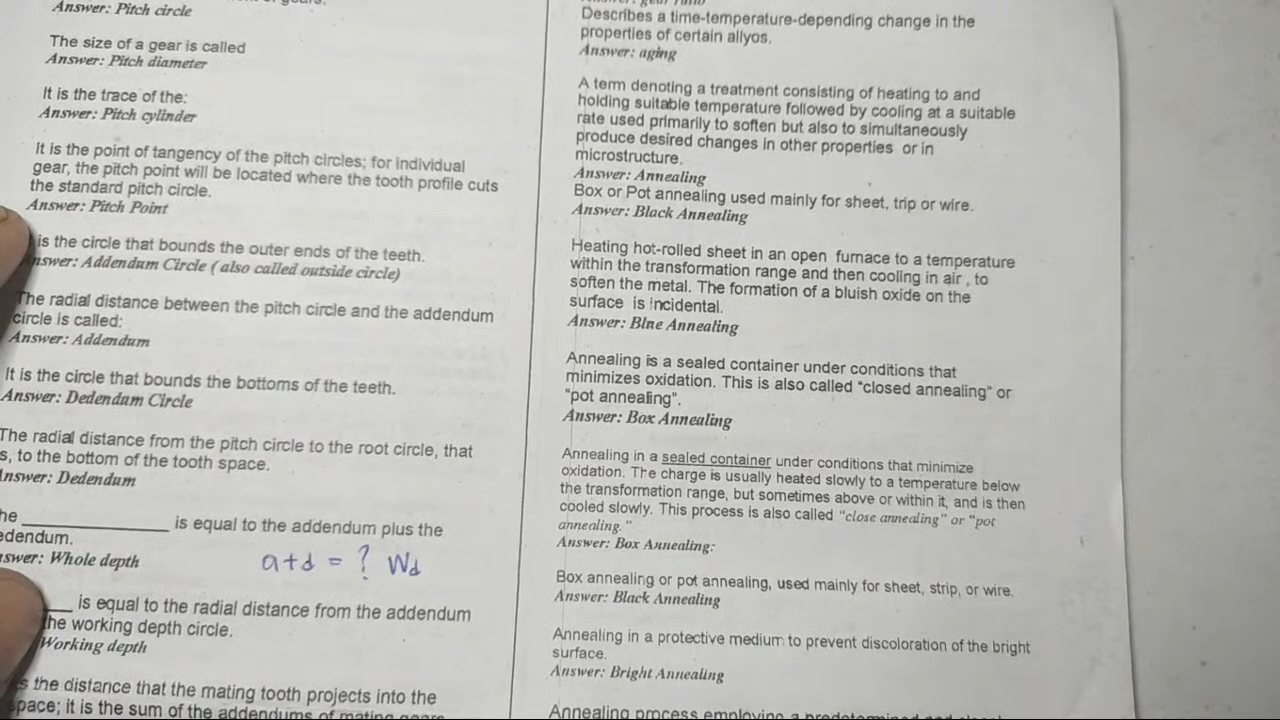 Answer: Pitch circle
The size of a gear is called
Answer: Pitch diameter
It is the trace of the:
Answer: Pitch cylinder
It is the point of tangency of the pitch circles; for individual
gear, the pitch point will be located where the tooth profile cuts
the standard pitch circle.
Answer: Pitch Point
is the circle that bounds the outer ends of the teeth.
nswer: Addendum Circle ( also called outside circle)
The radial distance between the pitch circle and the addendum
circle is called:
Answer: Addendum
It is the circle that bounds the bottoms of the teeth.
Answer: Dedendum Circle
The radial distance from the pitch circle to the root circle, that
s, to the bottom of the tooth space.
Answer: Dedendum
he ________________ is equal to the addendum plus the
edendum.
swer: Whole depth
a+d = ? Wd
___ is equal to the radial distance from the addendum
the working depth circle.
Working depth
s the distance that the mating tooth projects into the
space; it is the sum of the addendums of mating gears
Describes a time-temperature-depending change in the
properties of certain allyos.
Answer: aging
A term denoting a treatment consisting of heating to and
holding suitable temperature followed by cooling at a suitable
rate used primarily to soften but also to simultaneously
produce desired changes in other properties or in
microstructure.
Answer: Annealing
Box or Pot annealing used mainly for sheet, trip or wire.
Answer: Black Annealing
Heating hot-rolled sheet in an open furnace to a temperature
within the transformation range and then cooling in air , to
soften the metal. The formation of a bluish oxide on the
surface is incidental.
Answer: Blue Annealing
Annealing is a sealed container under conditions that
minimizes oxidation. This is also called “closed annealing” or
“pot annealing”.
Answer: Box Annealing
Annealing in a sealed container under conditions that minimize
oxidation. The charge is usually heated slowly to a temperature below
the transformation range, but sometimes above or within it, and is then
cooled slowly. This process is also called “close annealing” or “pot
annealing.”
Answer: Box Annealing:
Box annealing or pot annealing, used mainly for sheet, strip, or wire.
Answer: Black Annealing
Annealing in a protective medium to prevent discoloration of the bright
surface.
Answer: Bright Annealing
Annealing process employing a predetermined and